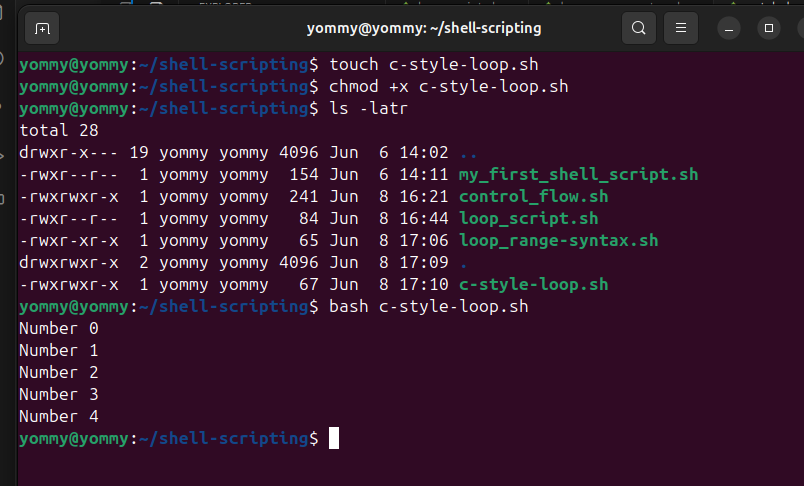 yommy@yommy: ~/shell-scripting
yommy@yommy:~/shell-scripting$ touch c-style-loop.sh
yommy@yommy:~/shell-scripting$ chmod +x c-style-loop.sh
yommy@yommy:~/shell-scripting$ ls -latr
total 28
drwxr-x--- 19 yommy yommy 4096 Jun  6 14:02 ..
-rwxr--r--  1 yommy yommy  154 Jun  6 14:11 my_first_shell_script.sh
-rwxrwxr-x  1 yommy yommy  241 Jun  8 16:21 control_flow.sh
-rwxr--r--  1 yommy yommy   84 Jun  8 16:44 loop_script.sh
-rwxr-xr-x  1 yommy yommy   65 Jun  8 17:06 loop_range-syntax.sh
drwxrwxr-x  2 yommy yommy 4096 Jun  8 17:09 .
-rwxrwxr-x  1 yommy yommy   67 Jun  8 17:10 c-style-loop.sh
yommy@yommy:~/shell-scripting$ bash c-style-loop.sh
Number 0
Number 1
Number 2
Number 3
Number 4
yommy@yommy:~/shell-scripting$